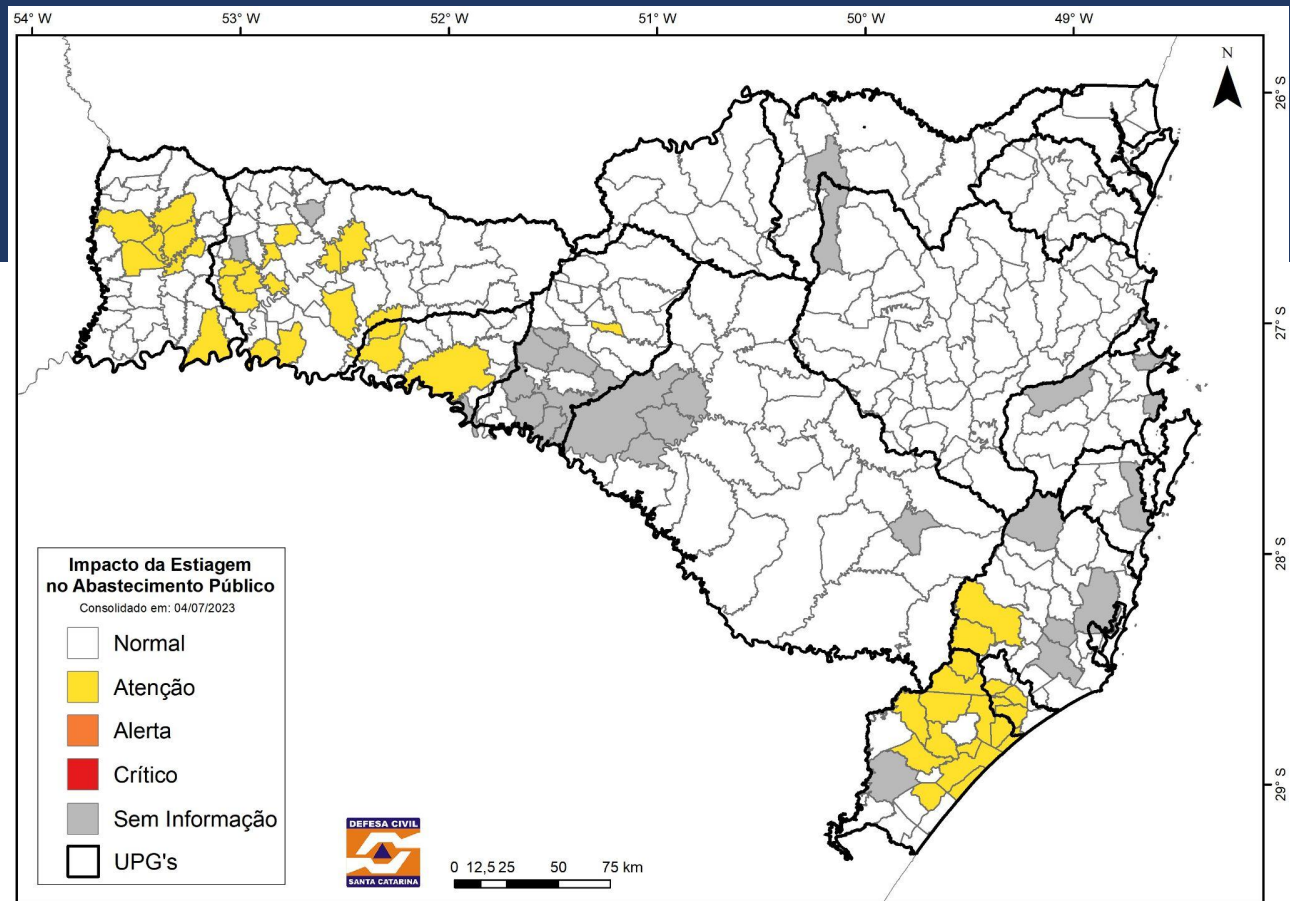 54° W 53° W 52° W 51° W 50° W 49° W
N
26° S
27° S
28° S
29° S
Impacto da Estiagem
no Abastecimento Público
Consolidado em: 04/07/2023
Normal
Atenção
Alerta
Crítico
Sem Informação
UPG's
DEFESA CIVIL
SANTA CATARINA
0 12,5 25 50 75 km